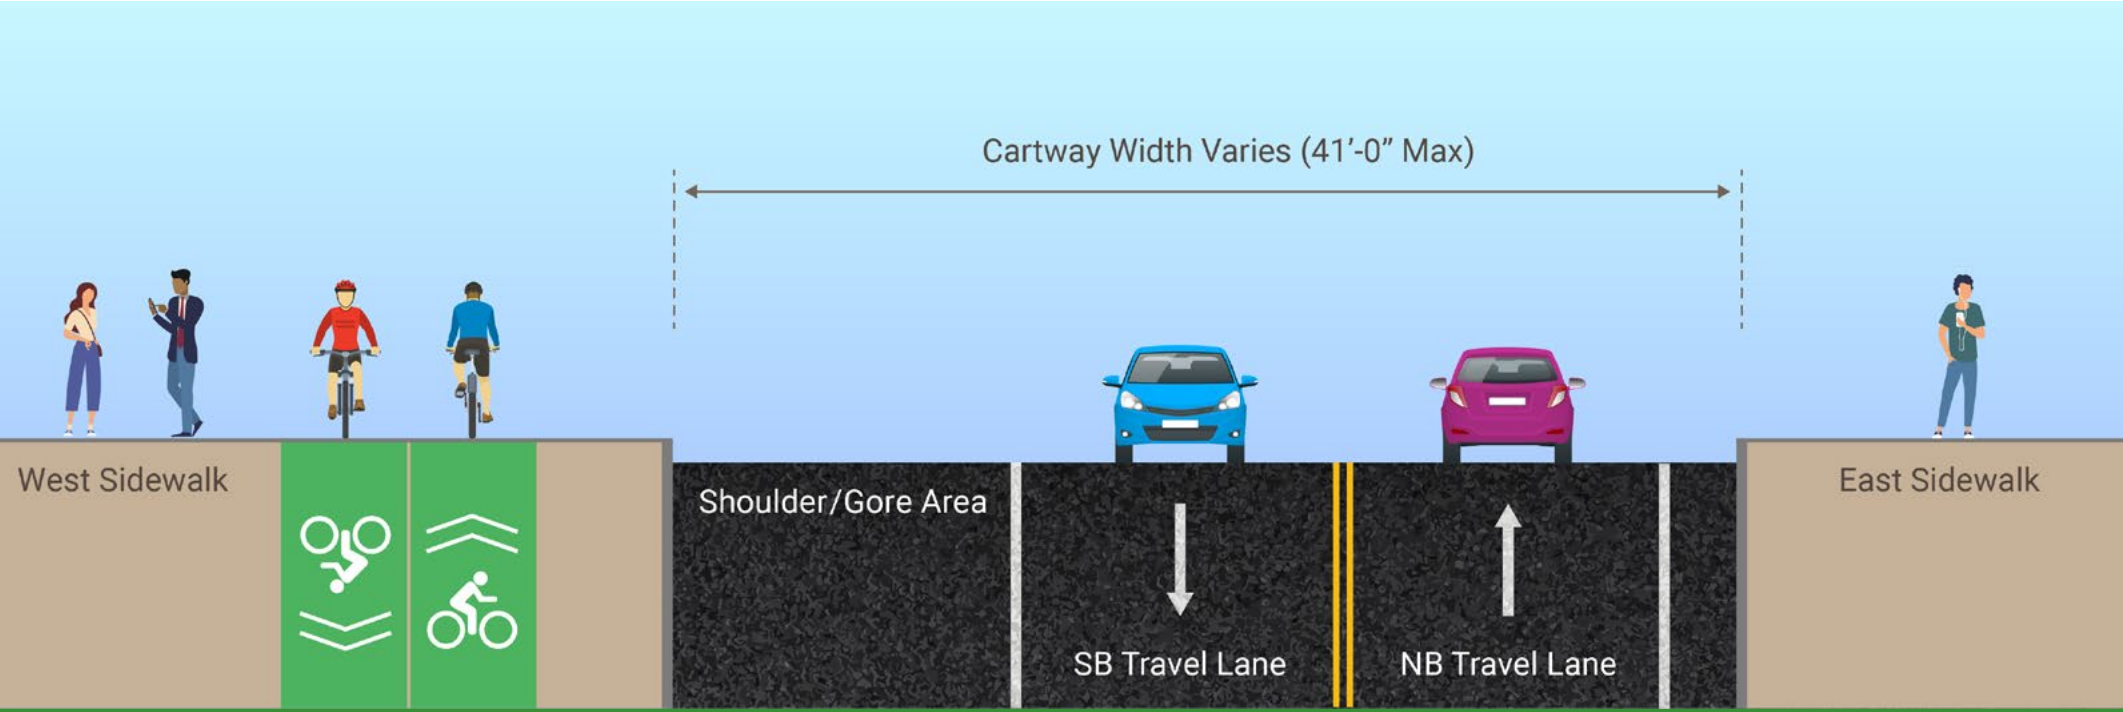 Cartway Width Varies (41’-0” Max)
West Sidewalk
Shoulder/Gore Area
East Sidewalk
SB Travel Lane
NB Travel Lane